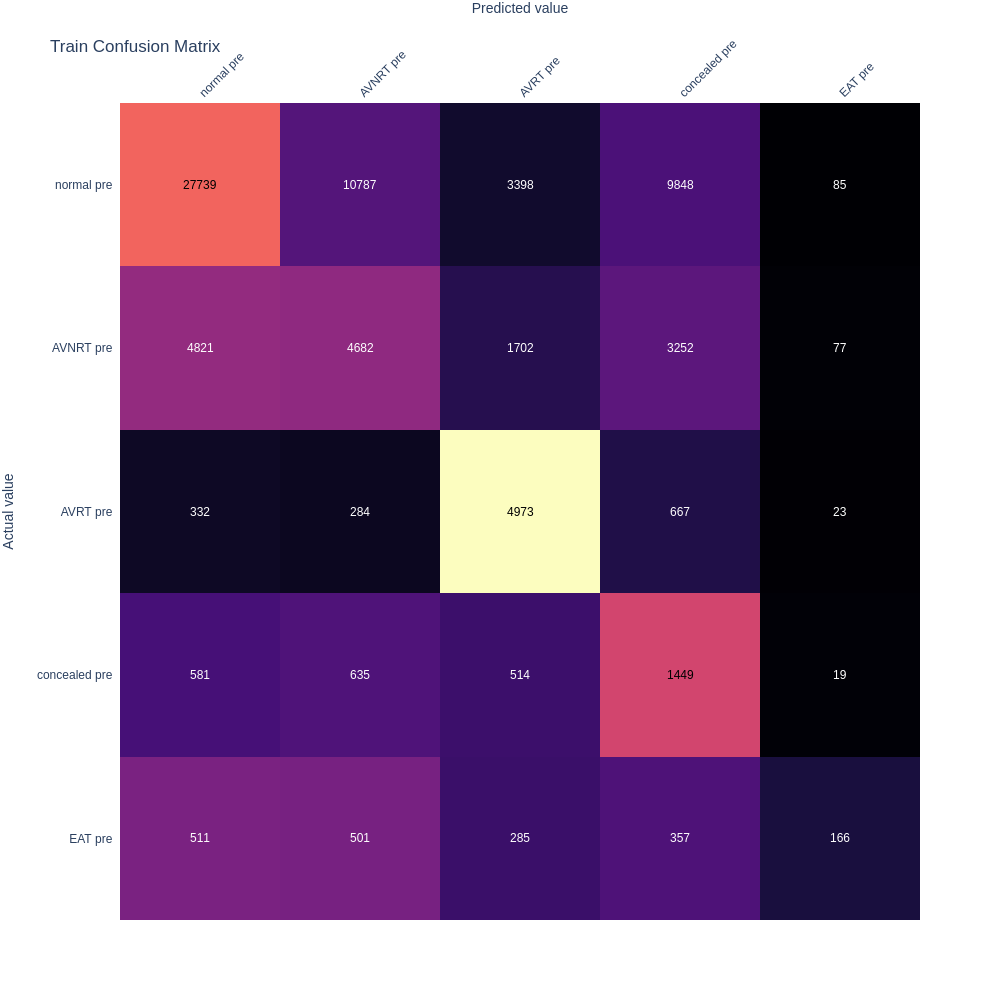 Predicted value
Train Confusion Matrix
normal pre AVNRT pre AVRT pre concealed pre EAT pre
normal pre 27739 10787 3398 9848 85
AVNRT pre 4821 4682 1702 3252 77
Actual value
AVRT pre 332 284 4973 667 23
concealed pre 581 635 514 1449 19
EAT pre 511 501 285 357 166